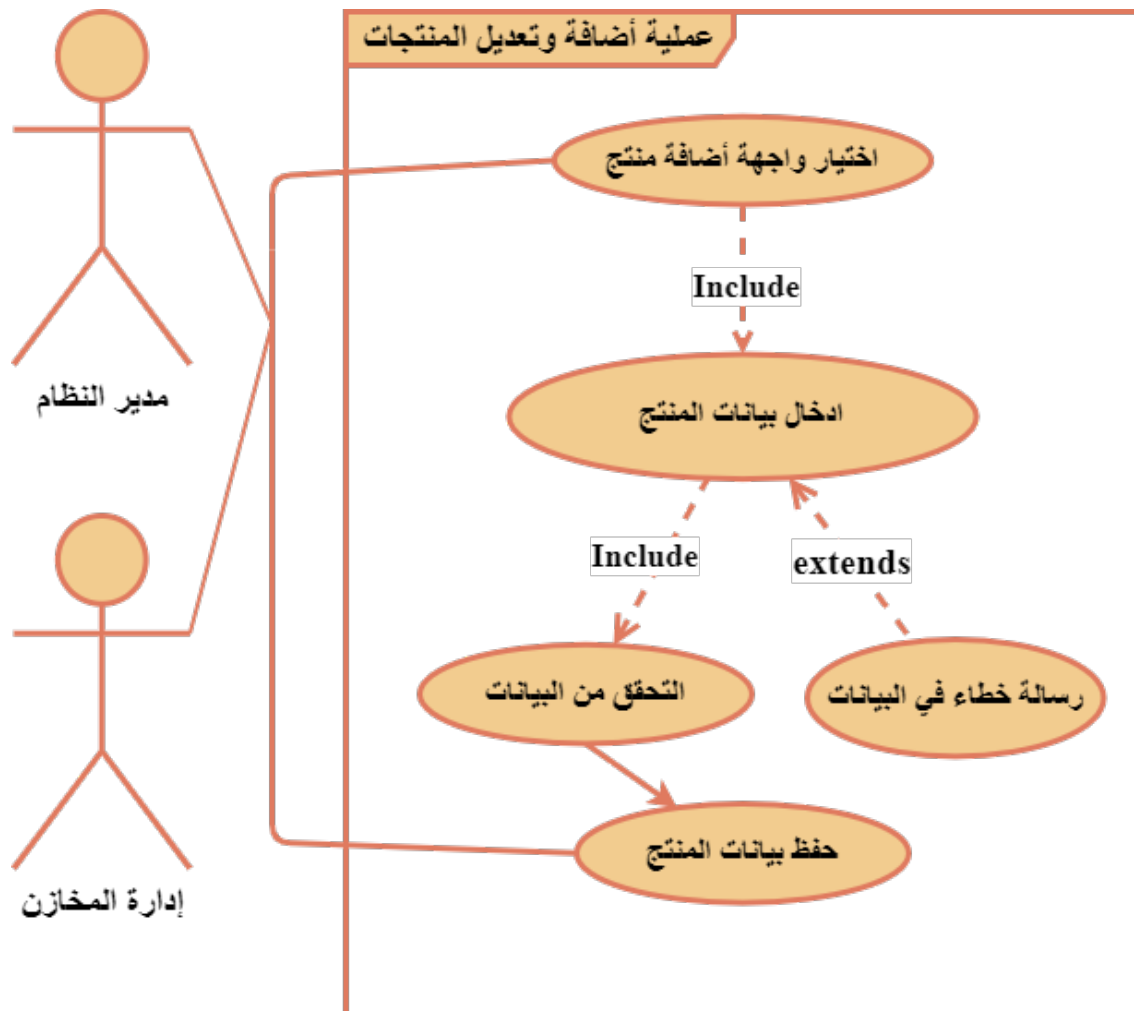 عملية أضافة وتعديل المنتجات
اختيار واجهة أضافة منتج
Include
مدير النظام
ادخال بيانات المنتج
Include
extends
التحقق من البيانات
رسالة خطاء في البيانات
حفظ بيانات المنتج
إدارة المخازن